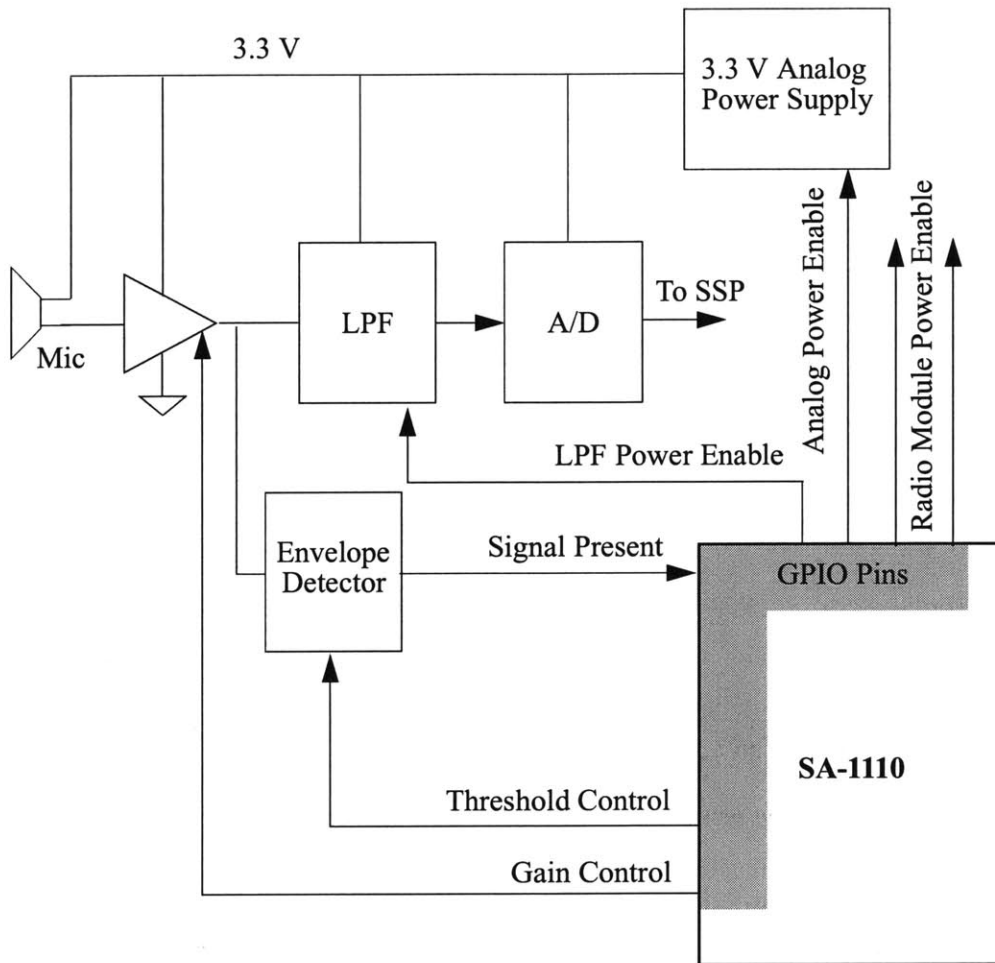 3.3 V
3.3 V Analog
Power Supply
Mic
LPF
A/D
To SSP
Analog Power Enable
Radio Module Power Enable
LPF Power Enable
Envelope
Detector
Signal Present
GPIO Pins
SA-1110
Threshold Control
Gain Control